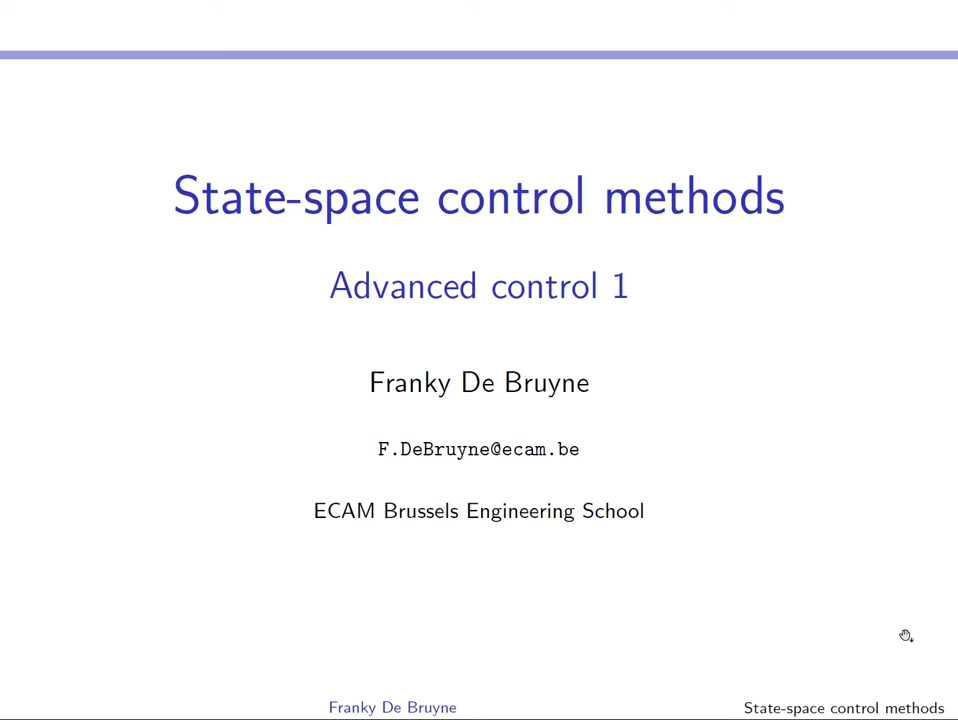 State-space control methods
Advanced control 1
Franky De Bruyne
F.DeBruyne@ecam.be
ECAM Brussels Engineering School
Franky De Bruyne
State-space control methods